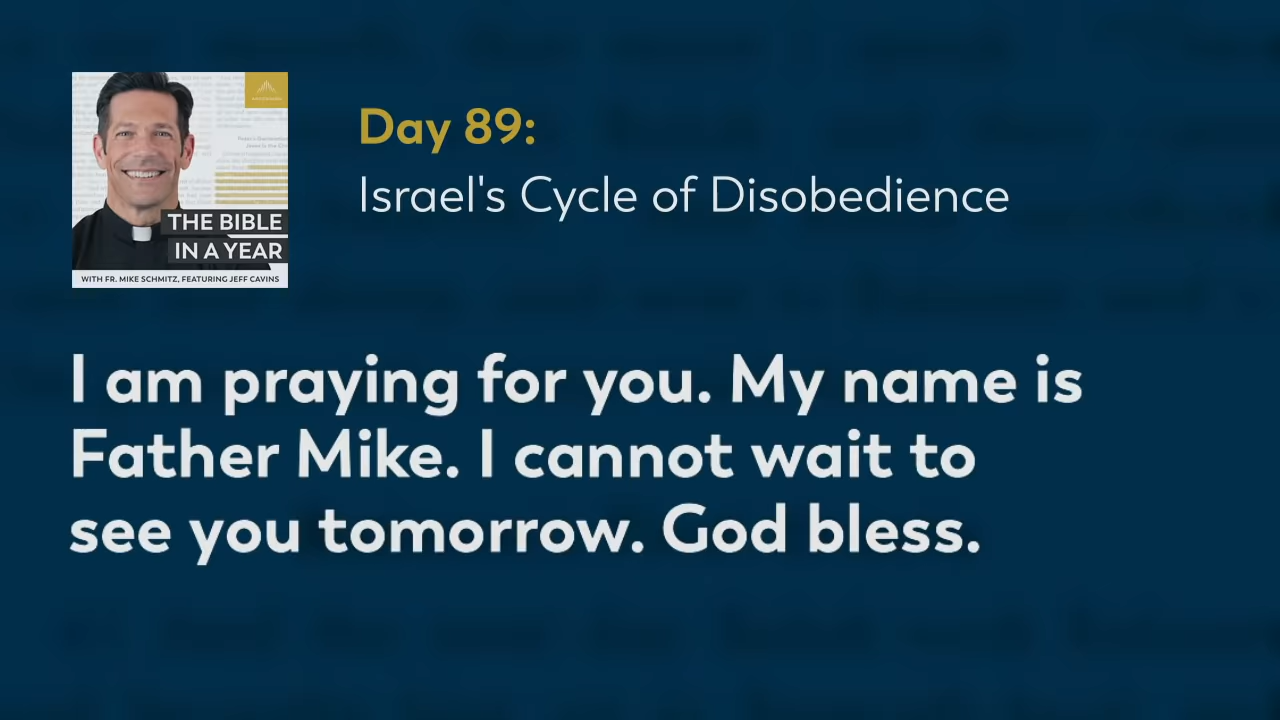 Day 89:
Israel's Cycle of Disobedience
THE BIBLE
IN A YEAR
WITH FR. MIKE SCHMITZ, FEATURING JEFF CAVINS
I am praying for you. My name is
Father Mike. I cannot wait to
see you tomorrow. God bless.